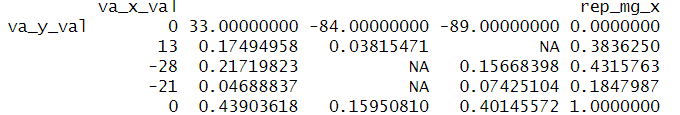 va_x_val rep_mg_x
va_y_val 0 33.00000000 -84.00000000 -89.00000000 0.0000000
13 0.17494958 0.03815471 NA 0.3836250
-28 0.21719823 NA 0.15668398 0.4315763
-21 0.04688837 NA 0.07425104 0.1847987
0 0.43903618 0.15950810 0.40145572 1.0000000